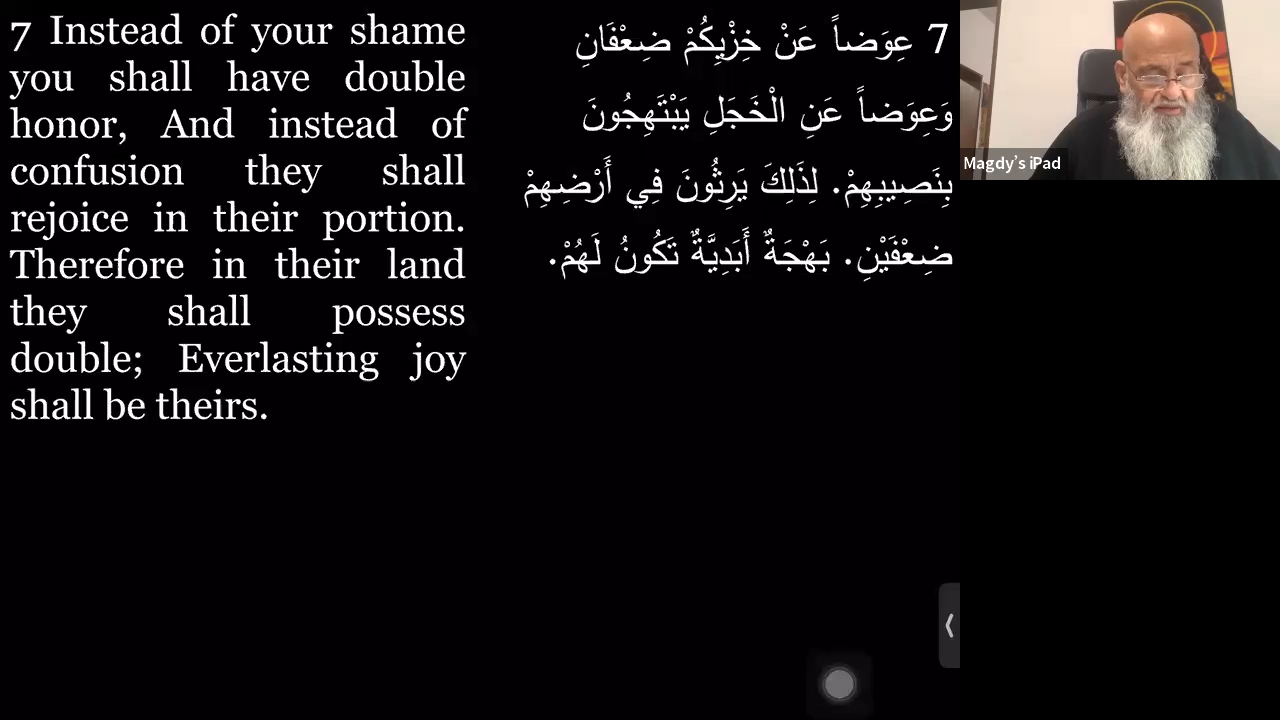 7 Instead of your shame
you shall have double
honor, And instead of
confusion they shall
rejoice in their portion.
Therefore in their land
they shall possess
double; Everlasting joy
shall be theirs.
7 عِوَضاً عَنْ خِزْيِكُمْ ضِعْفَانِ
وَعِوَضاً عَنِ الْخَجَلِ يَبْتَهِجُونَ
بِنَصِيبِهِمْ. لِذَلِكَ يَرِثُونَ فِي أَرْضِهِمْ
ضِعْفَيْنِ. بَهْجَةٌ أَبَدِيَّةٌ تَكُونُ لَهُمْ.
Magdy's iPad